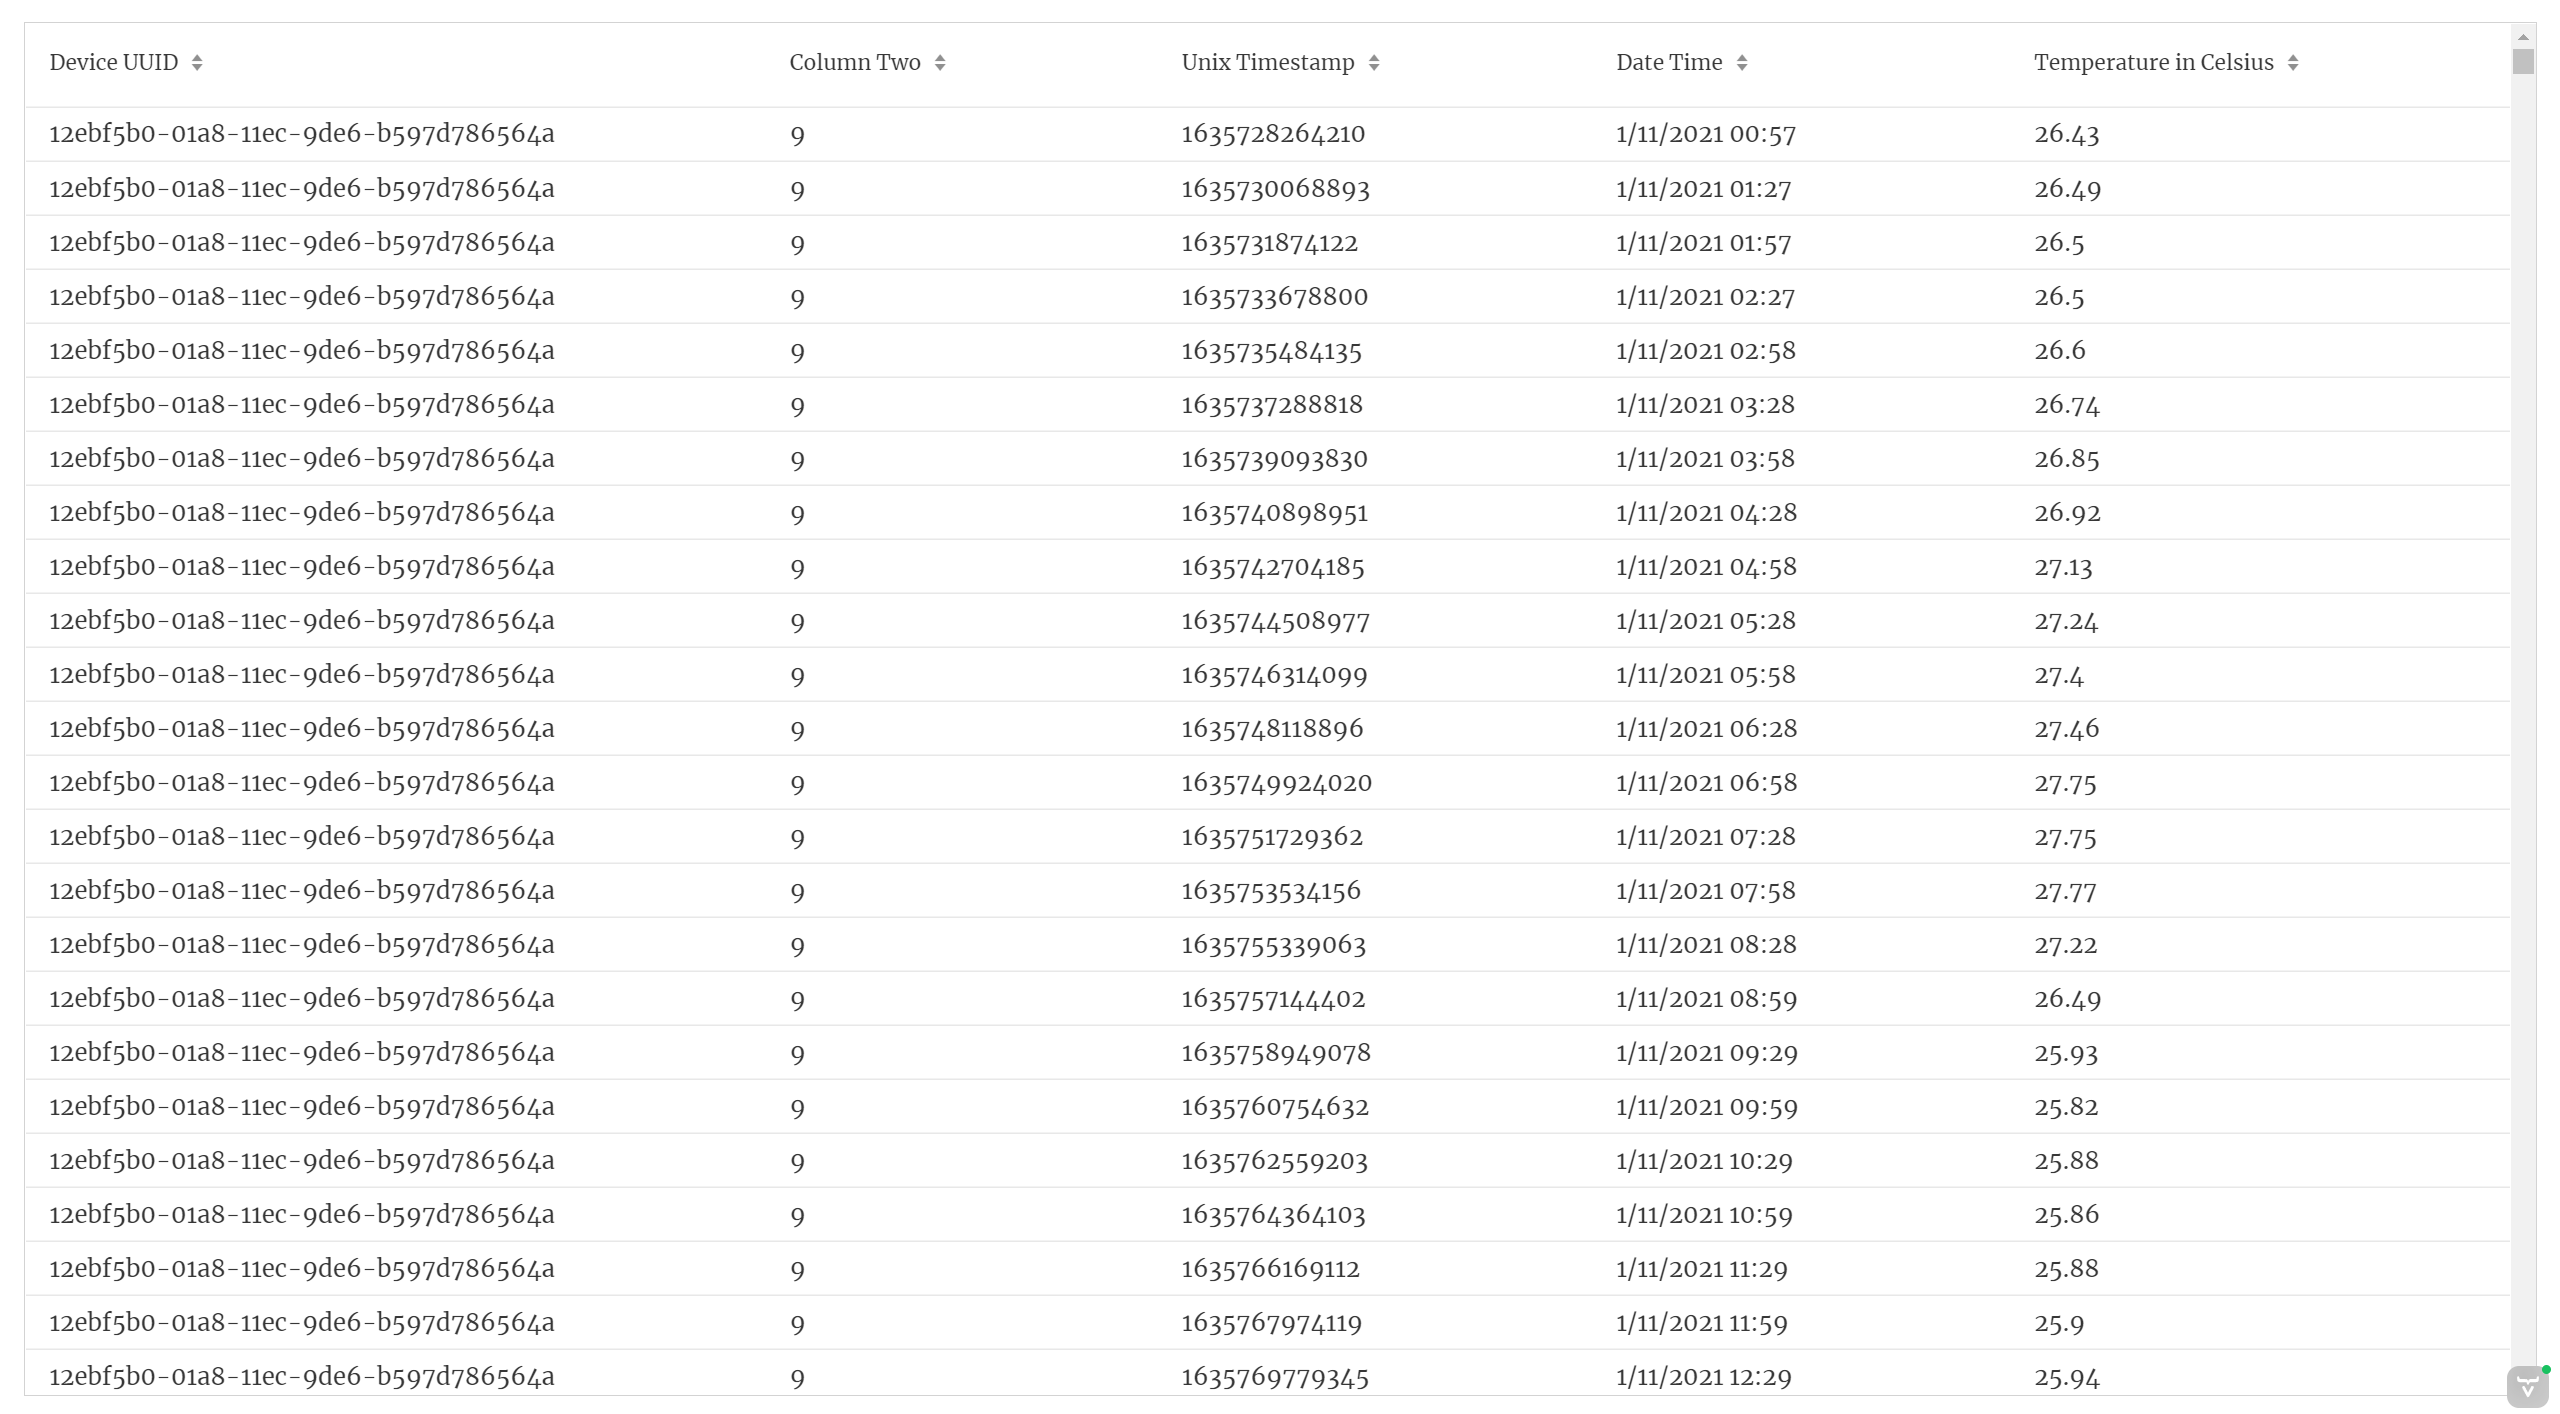 Device UUID Column Two Unix Timestamp Date Time Temperature in Celsius
12ebf5b0-01a8-11ec-9de6-b597d786564a 9 1635728264210 1/11/2021 00:57 26.43
12ebf5b0-01a8-11ec-9de6-b597d786564a 9 1635730068893 1/11/2021 01:27 26.49
12ebf5b0-01a8-11ec-9de6-b597d786564a 9 1635731874122 1/11/2021 01:57 26.5
12ebf5b0-01a8-11ec-9de6-b597d786564a 9 1635733678800 1/11/2021 02:27 26.5
12ebf5b0-01a8-11ec-9de6-b597d786564a 9 1635735484135 1/11/2021 02:58 26.6
12ebf5b0-01a8-11ec-9de6-b597d786564a 9 1635737288818 1/11/2021 03:28 26.74
12ebf5b0-01a8-11ec-9de6-b597d786564a 9 1635739093830 1/11/2021 03:58 26.85
12ebf5b0-01a8-11ec-9de6-b597d786564a 9 1635740898951 1/11/2021 04:28 26.92
12ebf5b0-01a8-11ec-9de6-b597d786564a 9 1635742704185 1/11/2021 04:58 27.13
12ebf5b0-01a8-11ec-9de6-b597d786564a 9 1635744508977 1/11/2021 05:28 27.24
12ebf5b0-01a8-11ec-9de6-b597d786564a 9 1635746314099 1/11/2021 05:58 27.4
12ebf5b0-01a8-11ec-9de6-b597d786564a 9 1635748118896 1/11/2021 06:28 27.46
12ebf5b0-01a8-11ec-9de6-b597d786564a 9 1635749924020 1/11/2021 06:58 27.75
12ebf5b0-01a8-11ec-9de6-b597d786564a 9 1635751729362 1/11/2021 07:28 27.75
12ebf5b0-01a8-11ec-9de6-b597d786564a 9 1635753534156 1/11/2021 07:58 27.77
12ebf5b0-01a8-11ec-9de6-b597d786564a 9 1635755339063 1/11/2021 08:28 27.22
12ebf5b0-01a8-11ec-9de6-b597d786564a 9 1635757144402 1/11/2021 08:59 26.49
12ebf5b0-01a8-11ec-9de6-b597d786564a 9 1635758949078 1/11/2021 09:29 25.93
12ebf5b0-01a8-11ec-9de6-b597d786564a 9 1635760754632 1/11/2021 09:59 25.82
12ebf5b0-01a8-11ec-9de6-b597d786564a 9 1635762559203 1/11/2021 10:29 25.88
12ebf5b0-01a8-11ec-9de6-b597d786564a 9 1635764364103 1/11/2021 10:59 25.86
12ebf5b0-01a8-11ec-9de6-b597d786564a 9 1635766169112 1/11/2021 11:29 25.88
12ebf5b0-01a8-11ec-9de6-b597d786564a 9 1635767974119 1/11/2021 11:59 25.9
12ebf5b0-01a8-11ec-9de6-b597d786564a 9 1635769779345 1/11/2021 12:29 25.94